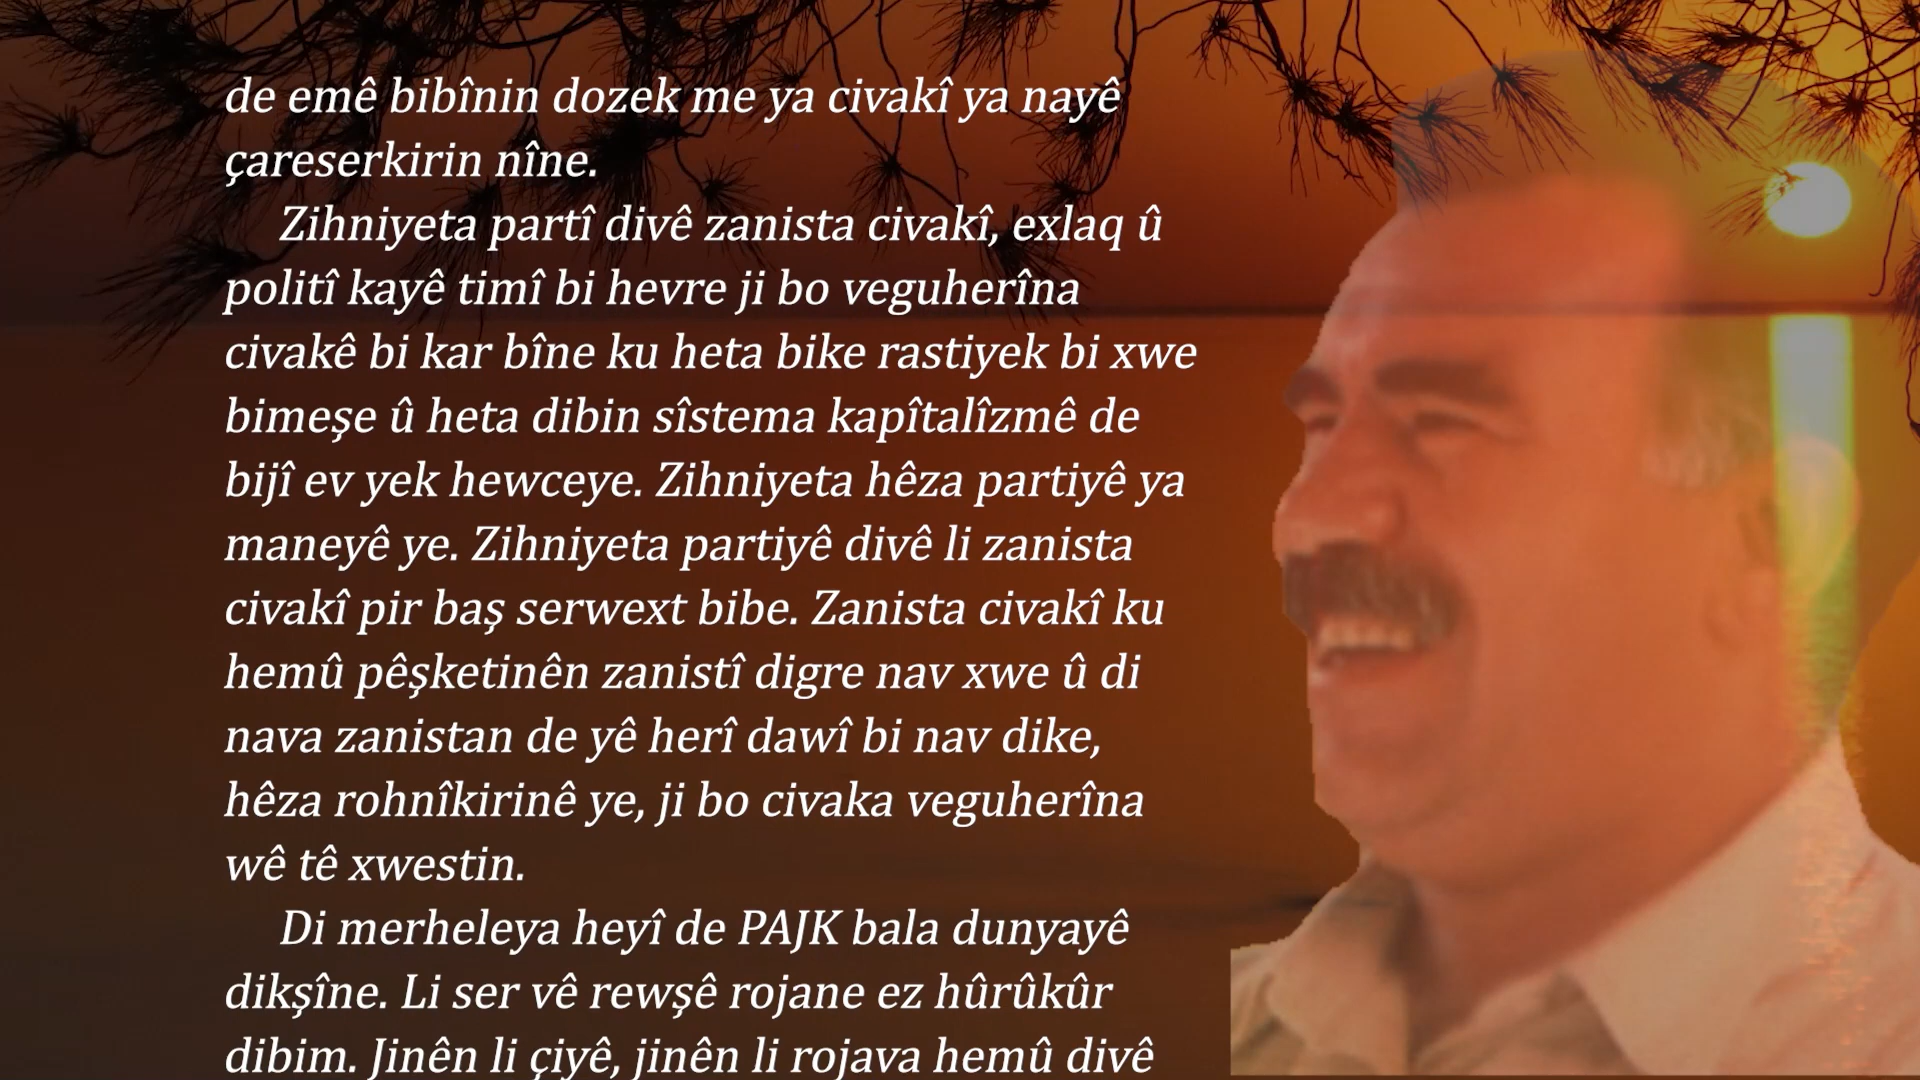 de emê bibînin dozek me ya civakî ya nayê
çareserkirin nîne.
Zihniyeta partî divê zanista civakî, exlaq û
politî kayê timî bi hevre ji bo veguherîna
civakê bi kar bîne ku heta bike rastiyek bi xwe
bimeşe û heta dibin sîstema kapîtalîzmê de
bijî ev yek hewceye. Zihniyeta hêza partiyê ya
maneyê ye. Zihniyeta partiyê divê li zanista
civakî pir baş serwext bibe. Zanista civakî ku
hemû pêşketinên zanistî digre nav xwe û di
nava zanistan de yê herî dawî bi nav dike,
hêza rohnîkirinê ye, ji bo civaka veguherîna
wê tê xwestin.
Di merheleya heyî de PAJK bala dunyayê
dikşîne. Li ser vê rewşê rojane ez hûrûkûr
dibim. Jinên li çiyê, jinên li rojava hemû divê